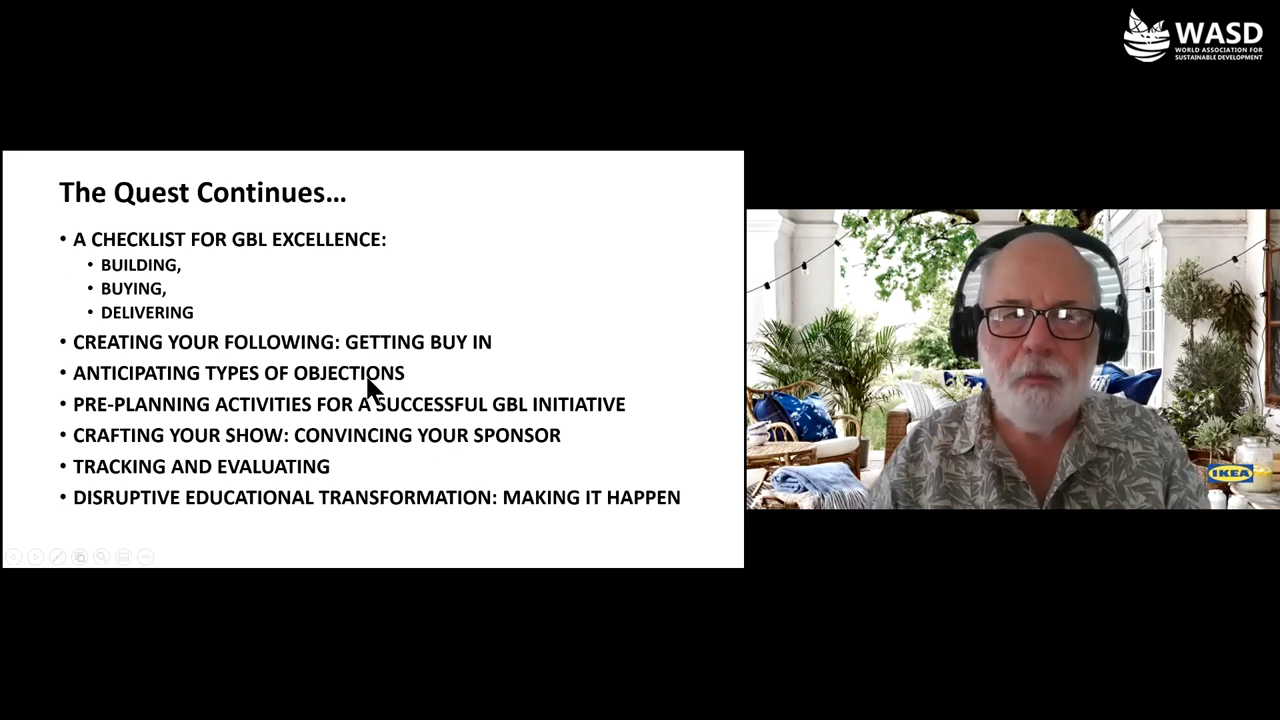 WASD
WORLD ASSOCIATION FOR
SUSTAINABLE DEVELOPMENT
The Quest Continues...
• A CHECKLIST FOR GBL EXCELLENCE:
• BUILDING,
• BUYING,
• DELIVERING
• CREATING YOUR FOLLOWING: GETTING BUY IN
• ANTICIPATING TYPES OF OBJECTIONS
• PRE-PLANNING ACTIVITIES FOR A SUCCESSFUL GBL INITIATIVE
• CRAFTING YOUR SHOW: CONVINCING YOUR SPONSOR
• TRACKING AND EVALUATING
• DISRUPTIVE EDUCATIONAL TRANSFORMATION: MAKING IT HAPPEN
IKEA